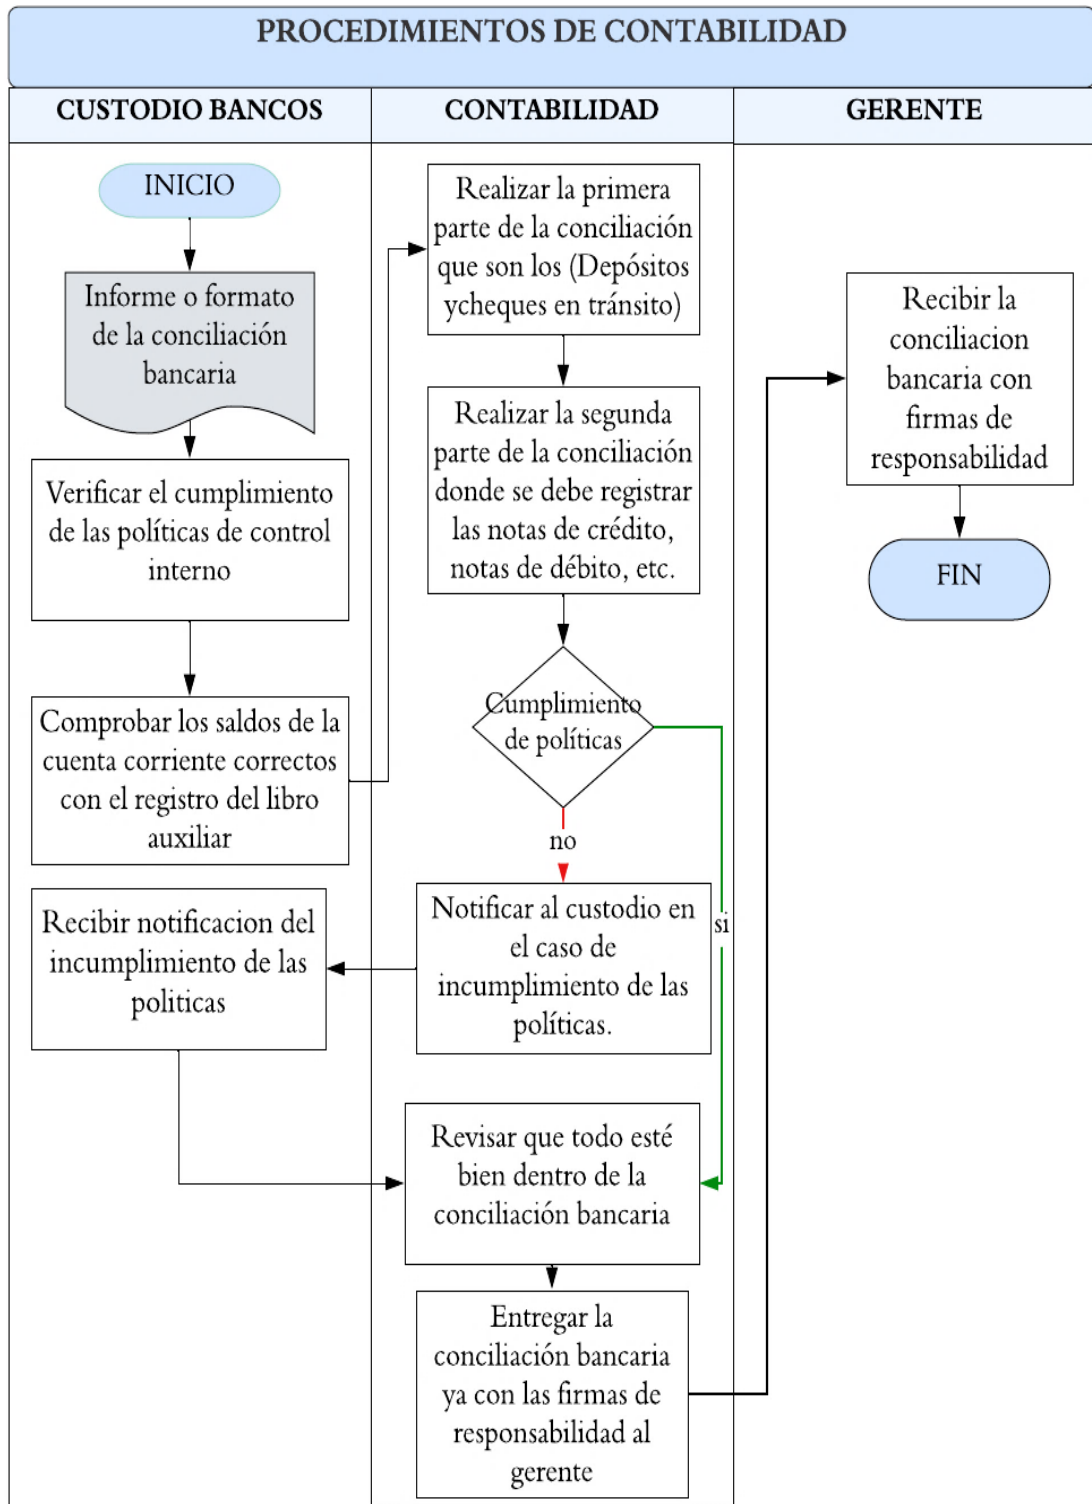 PROCEDIMIENTOS DE CONTABILIDAD
CUSTODIO BANCOS
CONTABILIDAD
GERENTE
INICIO
Informe o formato
de la conciliación
bancaria
Verificar el cumplimiento
de las políticas de control
interno
Comprobar los saldos de la
cuenta corriente correctos
con el registro del libro
auxiliar
Recibir notificacion del
incumplimiento de las
politicas
Realizar la primera
parte de la conciliación
que son los (Depósitos
ycheques en tránsito)
Realizar la segunda
parte de la conciliación
donde se debe registrar
las notas de crédito,
notas de débito, etc.
Cumplimiento
de políticas
no
si
Notificar al custodio en
el caso de
incumplimiento de las
políticas.
Revisar que todo esté
bien dentro de la
conciliación bancaria
Entregar la
conciliación bancaria
ya con las firmas de
responsabilidad al
gerente
Recibir la
conciliacion
bancaria con
firmas de
responsabilidad
FIN